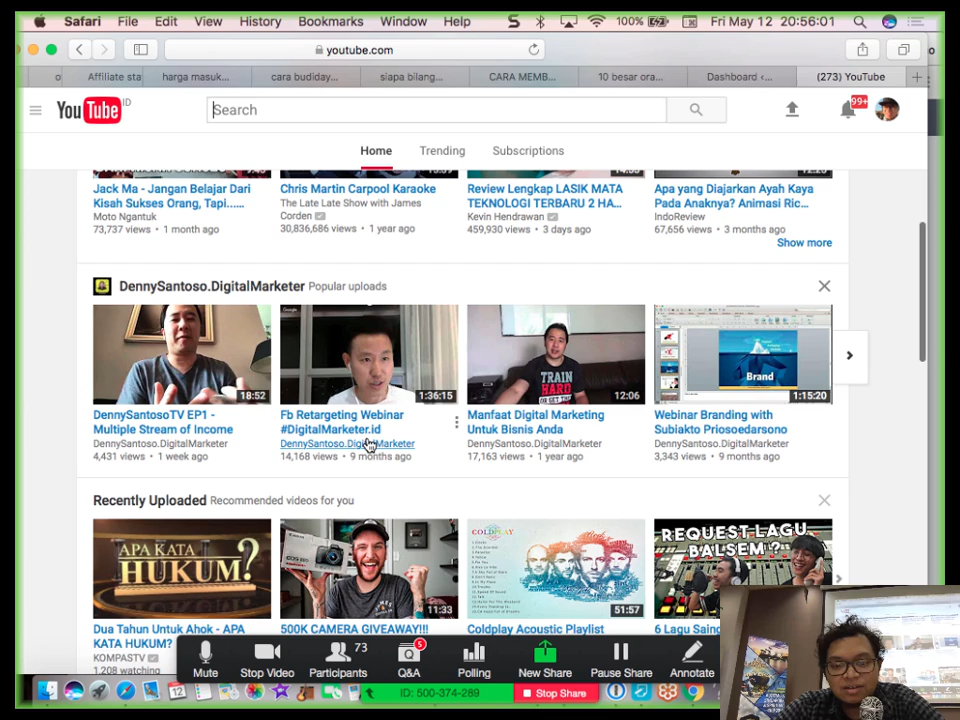 Safari File Edit View History Bookmarks Window Help 100% Fri May 12 20:56:01
youtube.com
Affiliate sta harga masuk... cara budiday... siapa bilang... CARA MEMB... 10 besar ora... Dashboard <... (273) YouTube
YouTube ID Search 99+
Home Trending Subscriptions
Jack Ma - Jangan Belajar Dari
Kisah Sukses Orang, Tapi.....
Moto Ngantuk
73,737 views • 1 month ago
Chris Martin Carpool Karaoke
The Late Late Show with James
Corden
30,836,686 views • 1 year ago
Review Lengkap LASIK MATA
TEKNOLOGI TERBARU 2 HA...
Kevin Hendrawan
459,930 views • 3 days ago
Apa yang Diajarkan Ayah Kaya
Pada Anaknya? Animasi Ric...
IndoReview
67,656 views • 3 months ago
Show more
DennySantoso.DigitalMarketer Popular uploads
Google
TRAIN
HARD
Brand
18:52 1:36:15 12:06 1:15:20
DennySantosoTV EP1 -
Multiple Stream of Income
DennySantoso.DigitalMarketer
4,431 views • 1 week ago
Fb Retargeting Webinar
#DigitalMarketer.id
DennySantoso.DigitalMarketer
14,168 views • 9 months ago
Manfaat Digital Marketing
Untuk Bisnis Anda
DennySantoso.DigitalMarketer
17,163 views • 1 year ago
Webinar Branding with
Subiakto Priosoedarsono
DennySantoso.DigitalMarketer
3,343 views • 9 months ago
Recently Uploaded Recommended videos for you
APA KATA
HUKUM?
11:33
COLDPLAY
51:57
REQUEST LAGU
BALSEM?
Dua Tahun Untuk Ahok - APA
KATA HUKUM?
KOMPASTV
1,208 watching
500K CAMERA GIVEAWAY!!!
Coldplay Acoustic Playlist
6 Lagu Saing
73 5
Mute Stop Video Participants Q&A Polling New Share Pause Share Annotate
ID: 500-374-289 Stop Share